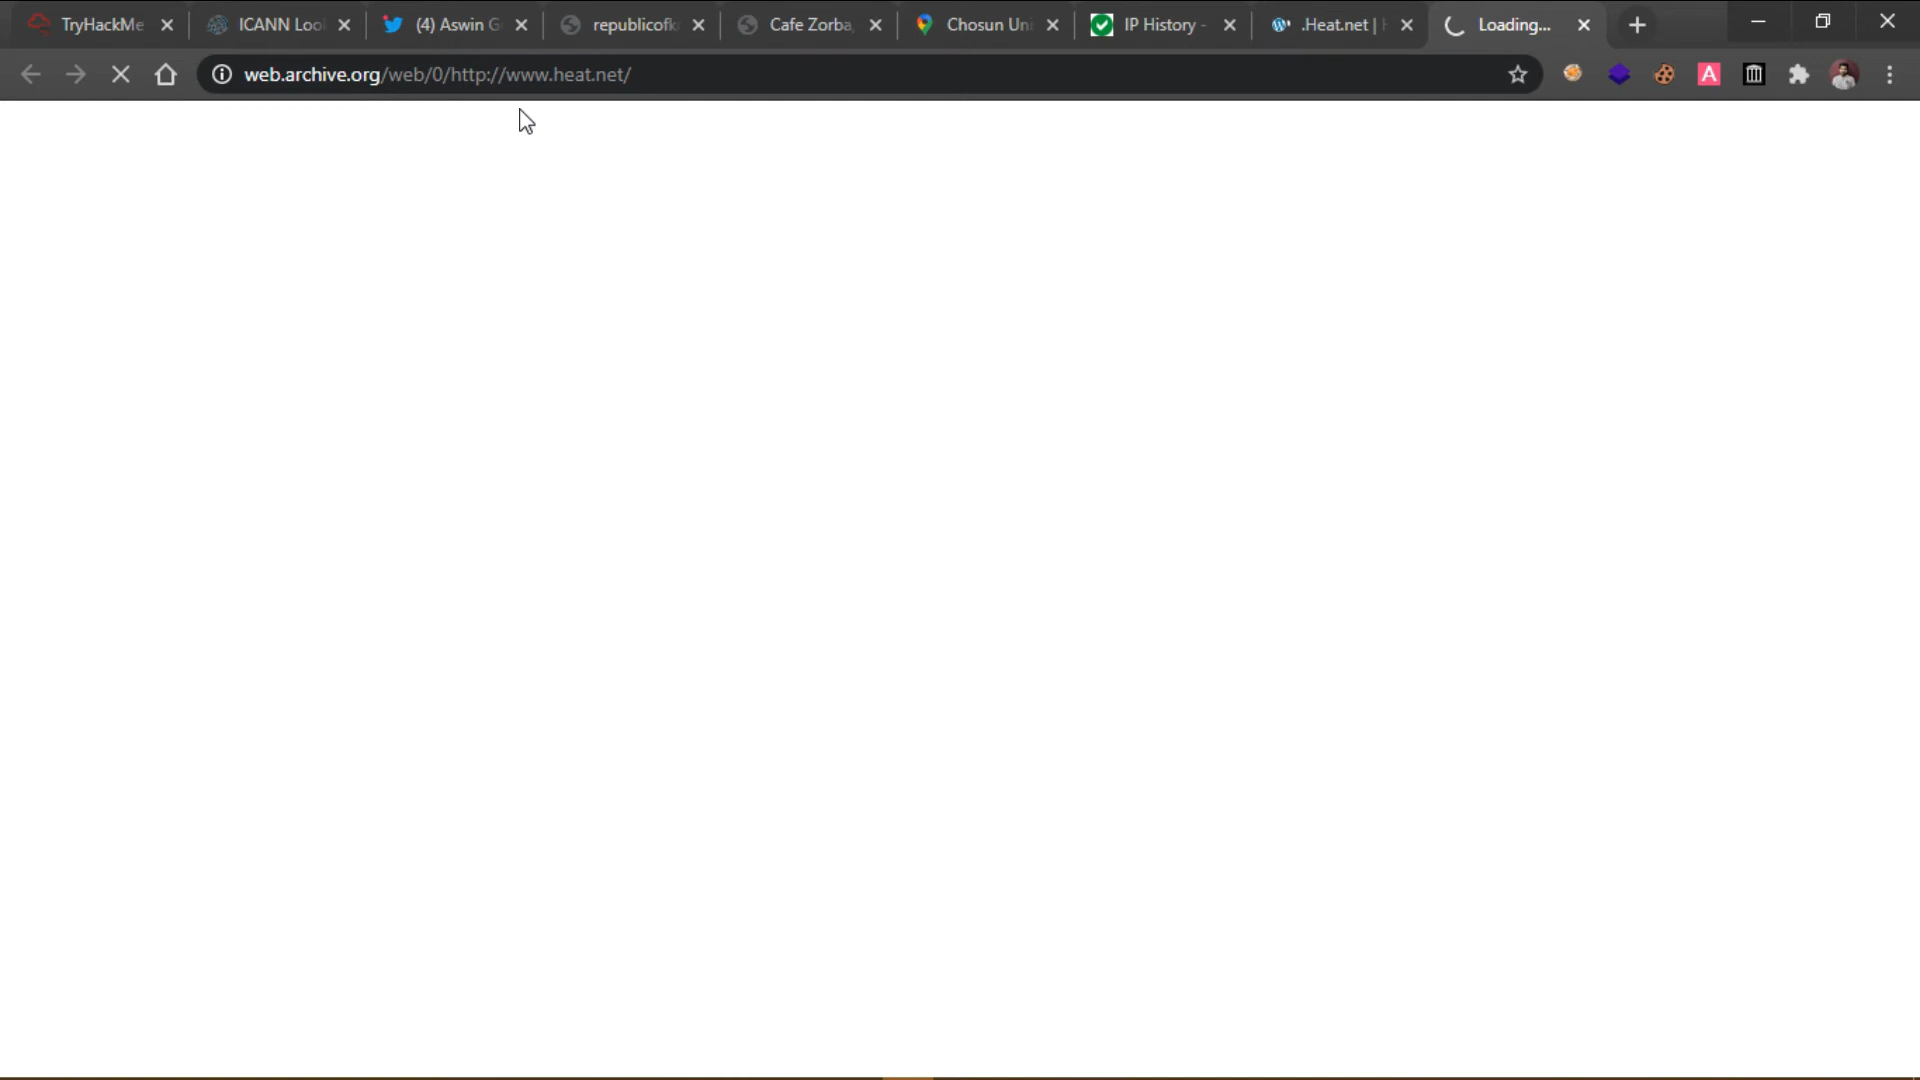 TryHackMe
ICANN Loo
(4) Aswin G
republicofk
Cafe Zorba
Chosun Uni
IP History -
.Heat.net |
Loading...
web.archive.org/web/0/http://www.heat.net/
A